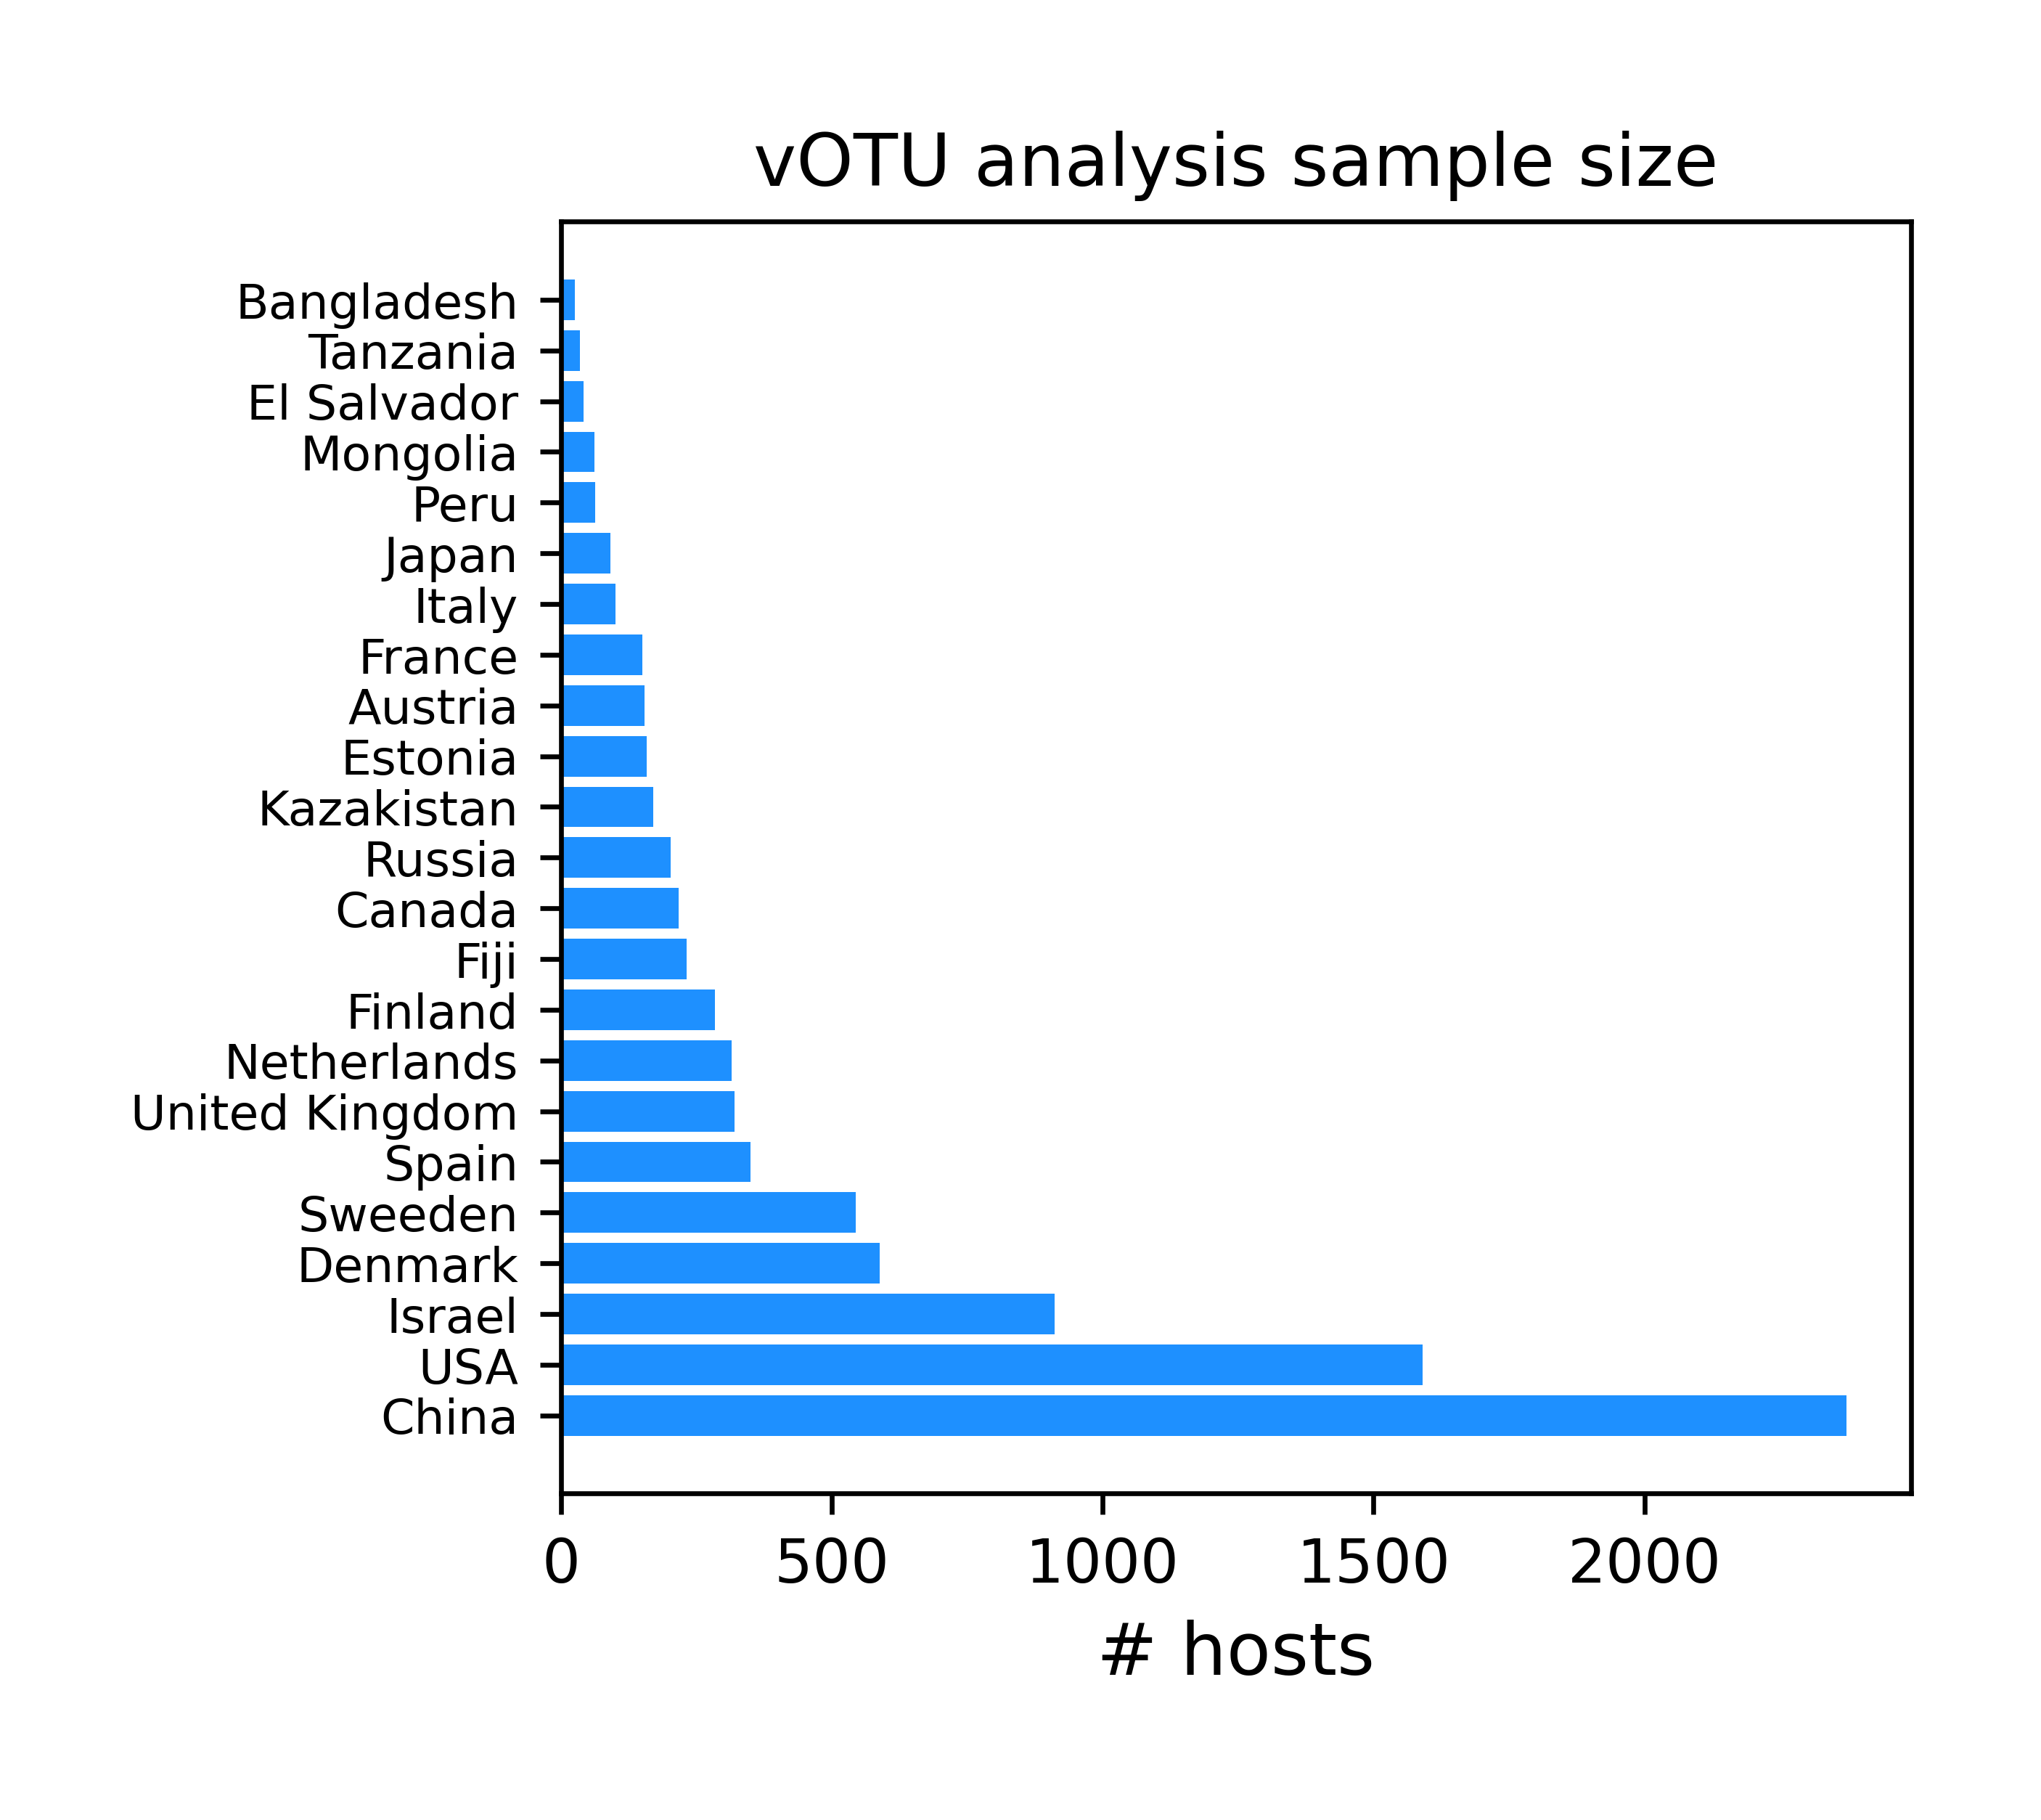 vOTU analysis sample size
Bangladesh
Tanzania
El Salvador
Mongolia
Peru
Japan
Italy
France
Austria
Estonia
Kazakistan
Russia
Canada
Fiji
Finland
Netherlands
United Kingdom
Spain
Sweeden
Denmark
Israel
USA
China
0 500 1000 1500 2000
# hosts